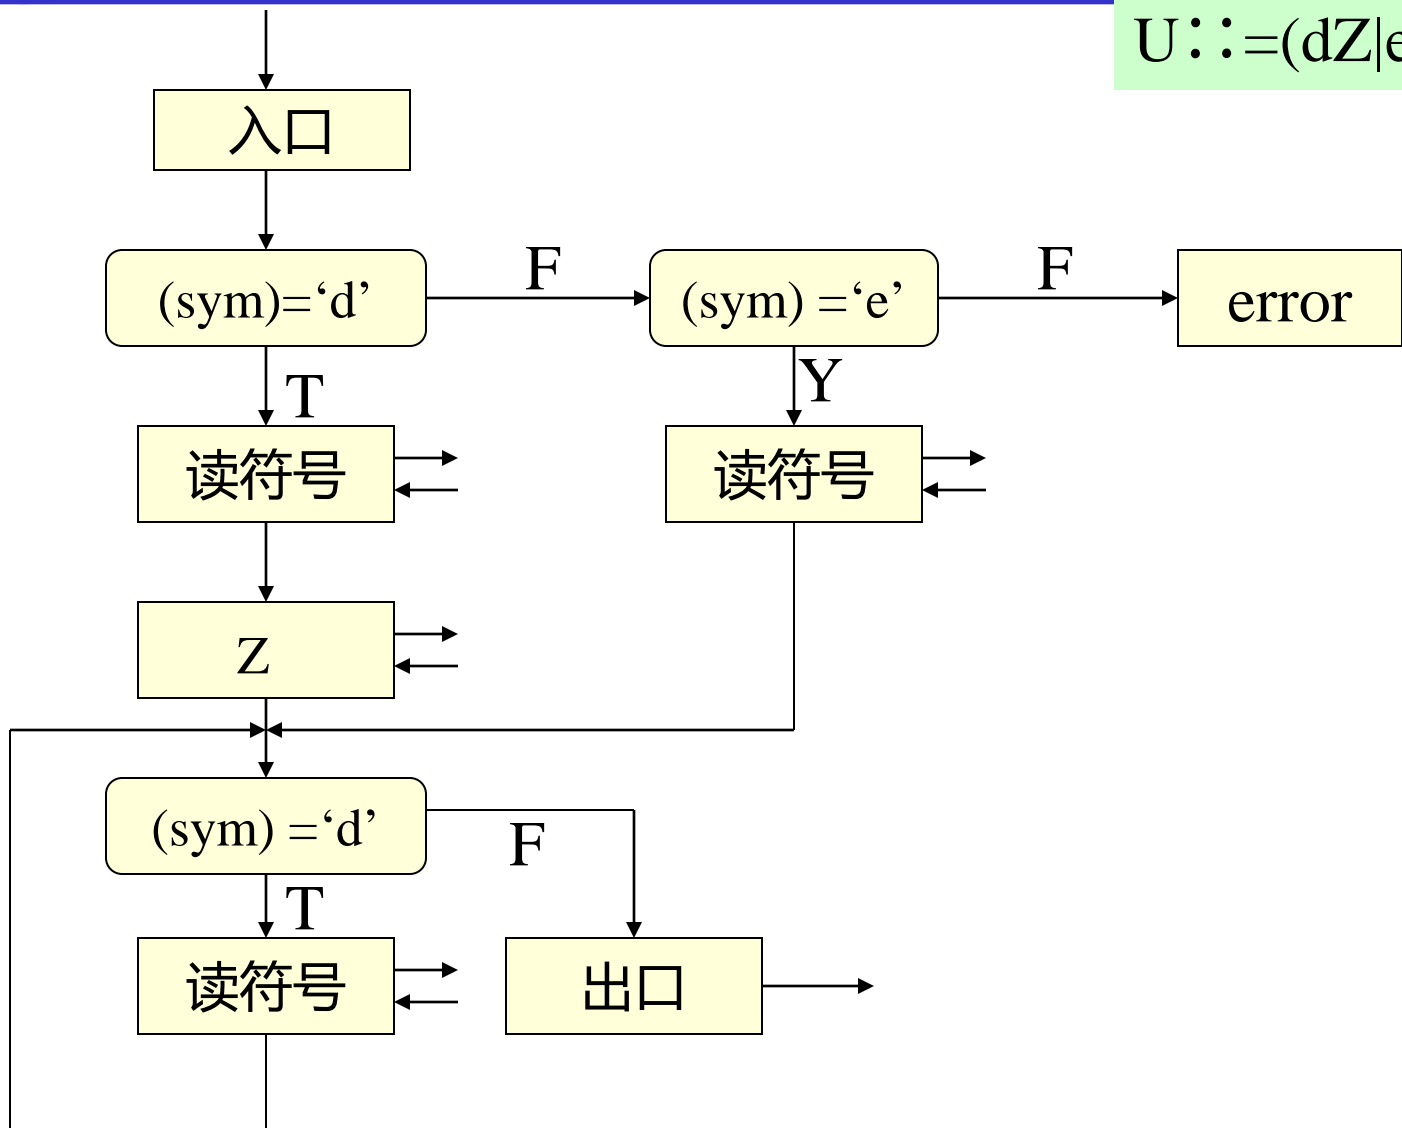 U∷=(dZ|e
入口
(sym)=‘d’
F
(sym) =‘e’
F
error
T
Y
读符号
读符号
Z
(sym) =‘d’
F
T
读符号
出口